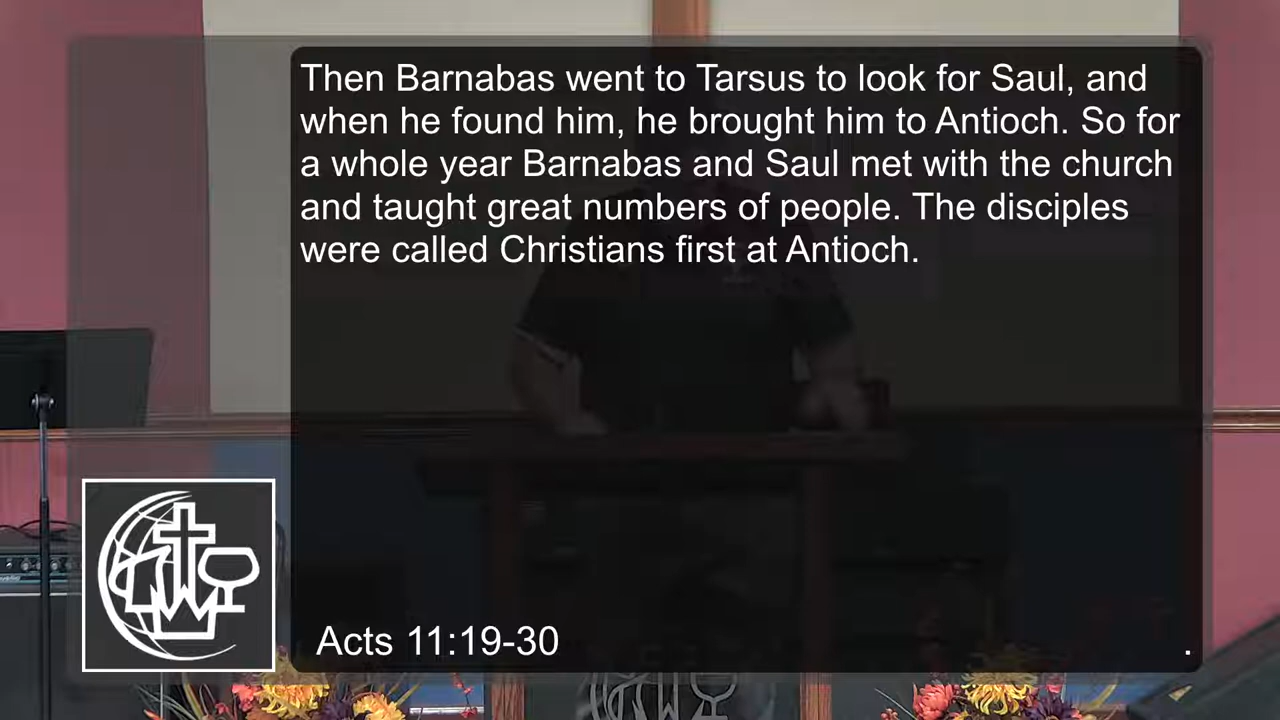 Then Barnabas went to Tarsus to look for Saul, and
when he found him, he brought him to Antioch. So for
a whole year Barnabas and Saul met with the church
and taught great numbers of people. The disciples
were called Christians first at Antioch.
Acts 11:19-30 .